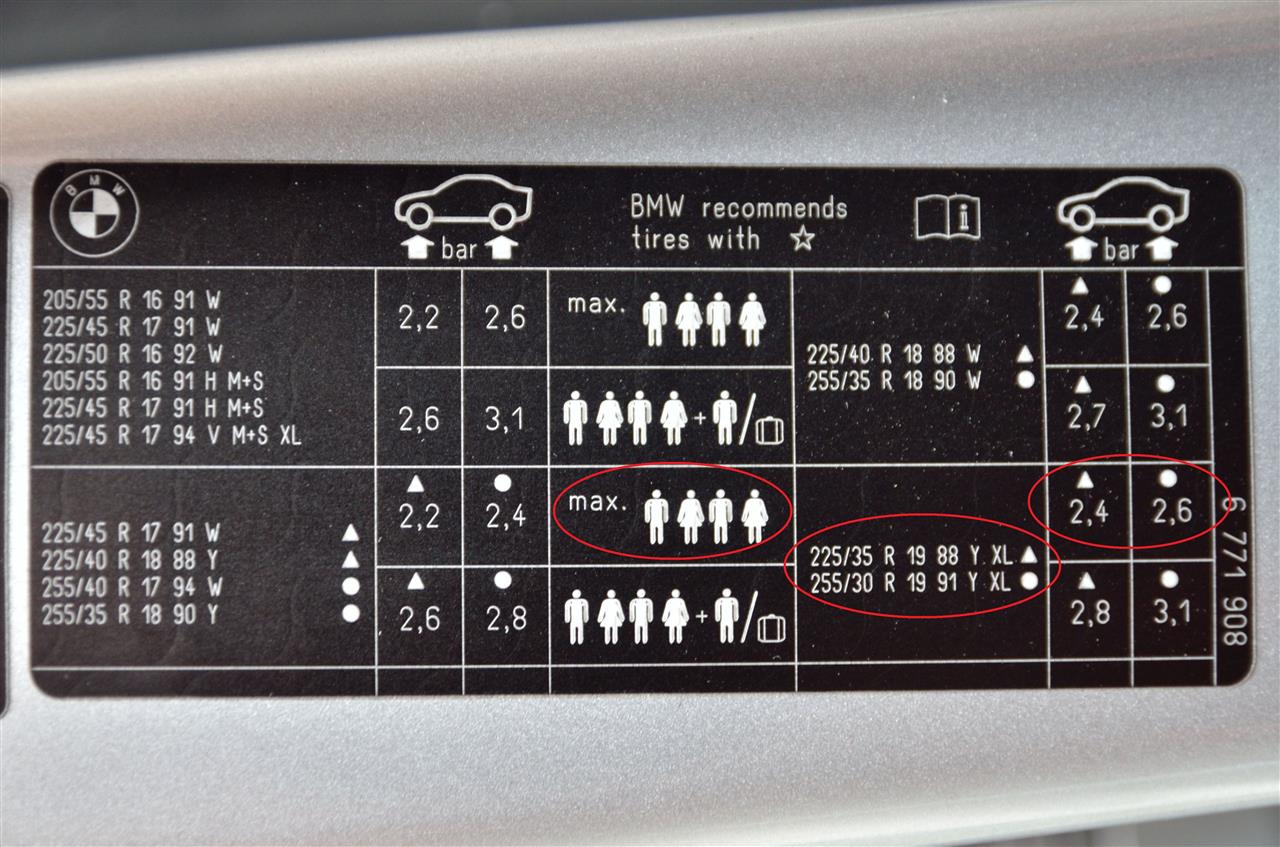 BMW
bar
BMW recommends
tires with
bar
205/55 R 16 91 W
225/45 R 17 91 W
225/50 R 16 92 W
205/55 R 16 91 H M+S
225/45 R 17 91 H M+S
225/45 R 17 94 V M+S XL
2,2 2,6
max.
2,6 3,1
+ /
225/40 R 18 88 W
255/35 R 18 90 W
2,4 2,6
2,7 3,1
225/45 R 17 91 W
225/40 R 18 88 Y
255/40 R 17 94 W
255/35 R 18 90 Y
2,2 2,4
max.
2,6 2,8
+ /
225/35 R 19 88 Y XL
255/30 R 19 91 Y XL
2,4 2,6
2,8 3,1
6 771 908